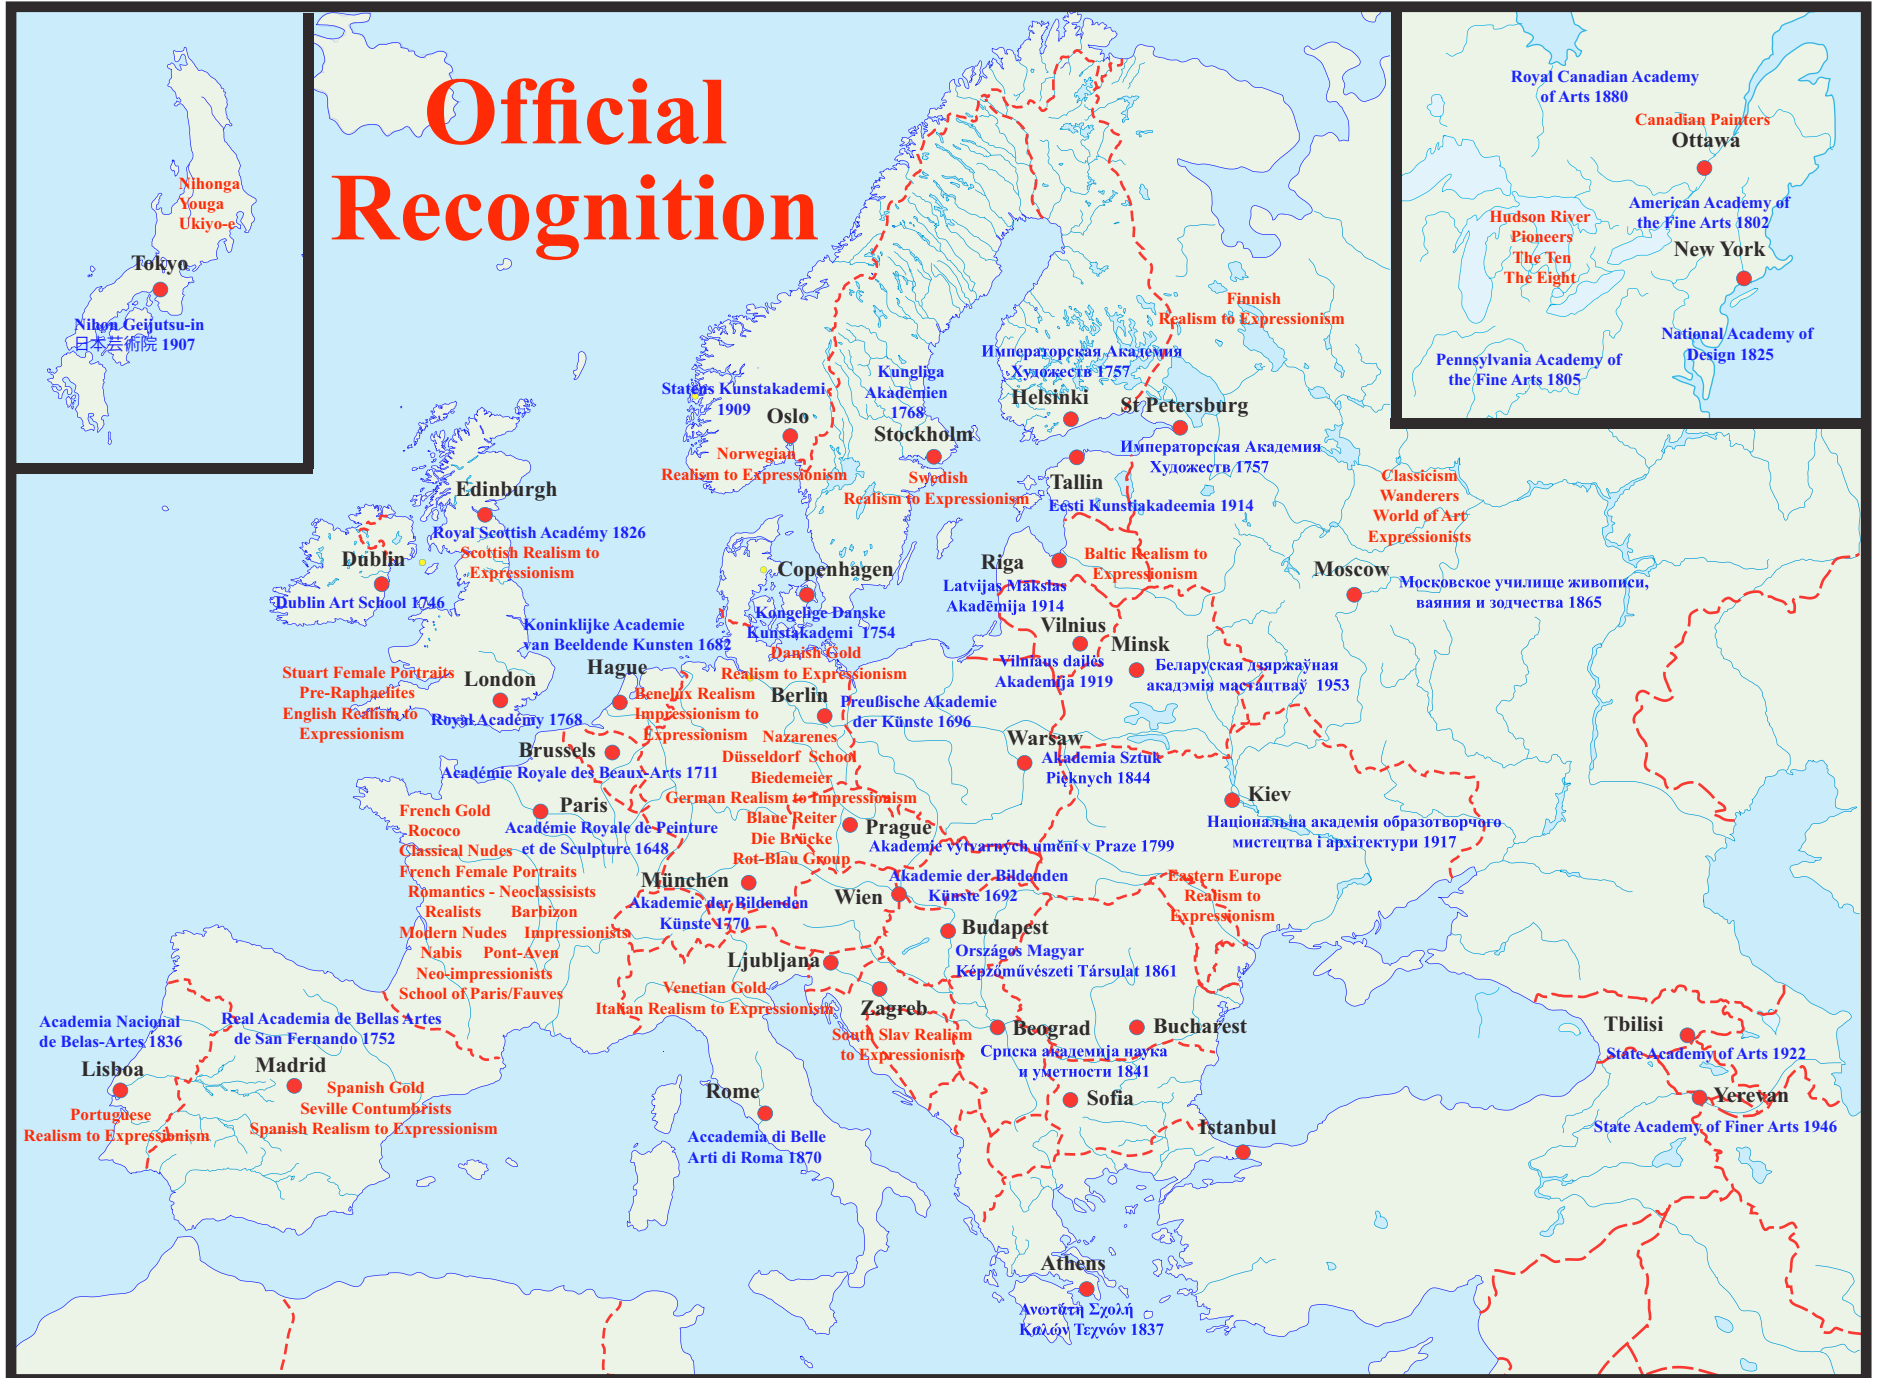 Official
Recognition
Nihonga
Youga
Ukiyo-e
Tokyo
Nihon Geijutsu-in
日本芸術院 1907
Royal Canadian Academy
of Arts 1880
Canadian Painters
Ottawa
American Academy of
the Fine Arts 1802
Hudson River
Pioneers
The Ten
The Eight
New York
National Academy of
Design 1825
Pennsylvania Academy of
the Fine Arts 1805
Finnish
Realism to Expressionism
Императорская Академия
Художеств 1757
Helsinki
St Petersburg
Императорская Академия
Художеств 1757
Kungliga
Akademien
1768
Stockholm
Swedish
Realism to Expressionism
Statens Kunstakademi
1909
Oslo
Norwegian
Realism to Expressionism
Tallin
Eesti Kunstiakadeemia 1914
Classicism
Wanderers
World of Art
Expressionists
Edinburgh
Royal Scottish Académy 1826
Scottish Realism to
Expressionism
Dublin
Dublin Art School 1746
Copenhagen
Kongelige Danske
Kunstakademi 1754
Danish Gold
Realism to Expressionism
Riga
Latvijas Makslas
Akadēmija 1914
Baltic Realism to
Expressionism
Moscow
Московское училище живописи,
ваяния и зодчества 1865
Vilnius
Vilniaus dailės
Akademija 1919
Minsk
Беларуская дзяржаўная
акадэмія мастацтваў 1953
Koninklijke Academie
van Beeldende Kunsten 1682
Hague
Benelux Realism
Impressionism to
Expressionism
Stuart Female Portraits
Pre-Raphaelites
English Realism to
Expressionism
London
Royal Académy 1768
Berlin
Preußische Akademie
der Künste 1696
Brussels
Académie Royale des Beaux-Arts 1711
Nazarenes
Düsseldorf School
Biedemeier
German Realism to Impressionism
Blaue Reiter
Die Brücke
Rot-Blau Group
Warsaw
Akademia Sztuk
Pięknych 1844
Kiev
Національна академія образотворчого
мистецтва і архітектури 1917
Paris
Académie Royale de Peinture
et de Sculpture 1648
French Gold
Rococo
Classical Nudes
French Female Portraits
Romantics - Neoclassisists
Realists Barbizon
Modern Nudes Impressionists
Nabis Pont-Aven
Neo-impressionists
School of Paris/Fauves
Prague
Akademie výtvarných umění v Praze 1799
München
Akademie der Bildenden
Künste 1770
Wien
Akademie der Bildenden
Künste 1692
Eastern Europe
Realism to
Expressionism
Budapest
Országos Magyar
Képzőművészeti Társulat 1861
Ljubljana
Venetian Gold
Italian Realism to Expressionism
Zagreb
South Slav Realism
to Expressionism
Beograd
Српска академија наука
и уметности 1841
Bucharest
Sofia
Istanbul
Tbilisi
State Academy of Arts 1922
Yerevan
State Academy of Finer Arts 1946
Academia Nacional
de Belas-Artes 1836
Lisboa
Portuguese
Realism to Expressionism
Real Academia de Bellas Artes
de San Fernando 1752
Madrid
Spanish Gold
Seville Contumbrists
Spanish Realism to Expressionism
Rome
Accademia di Belle
Arti di Roma 1870
Athens
Ανωτάτη Σχολή
Καλών Τεχνών 1837